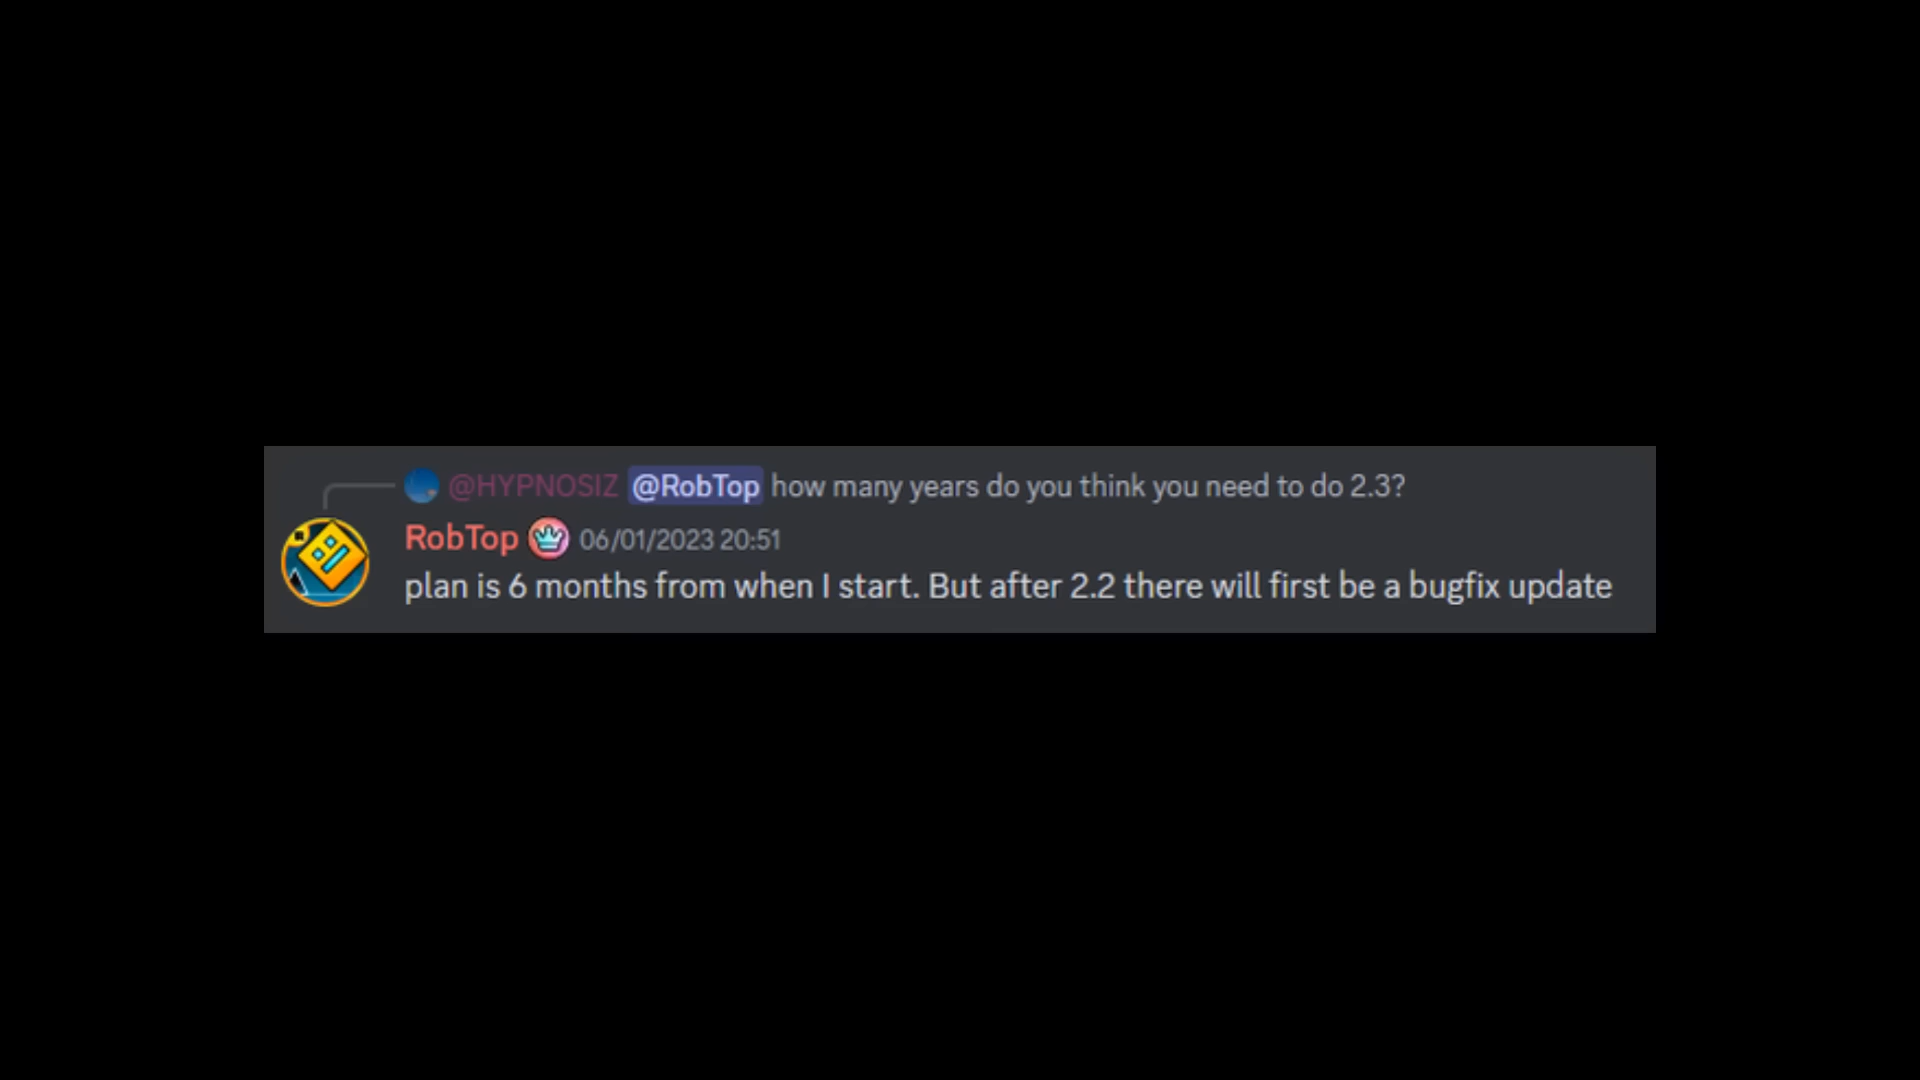 @HYPNOSIZ @RobTop how many years do you think you need to do 2.3?
RobTop 06/01/2023 20:51
plan is 6 months from when I start. But after 2.2 there will first be a bugfix update